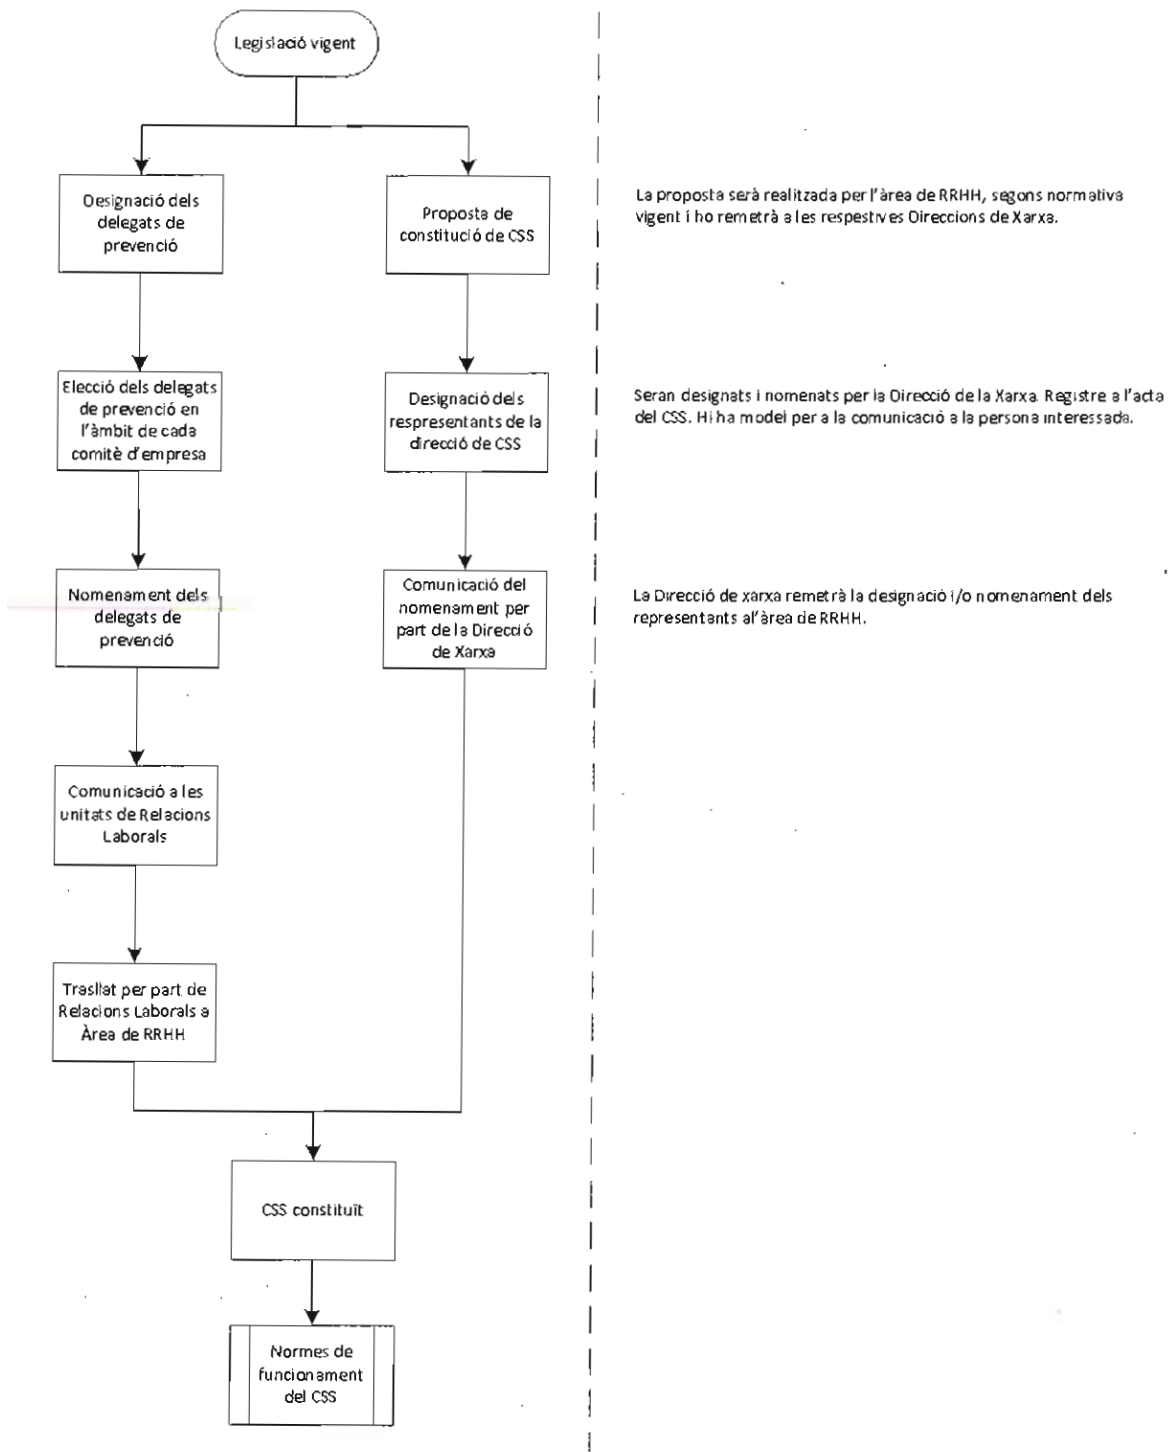 Legislació vigent
Designació dels
delegats de
prevenció
Proposta de
constitució de CSS
La proposta serà realitzada per l'àrea de RRHH, segons normativa
vigent i ho remetrà a les respestives Direccions de Xarxa.
Elecció dels delegats
de prevenció en
l'àmbit de cada
comitè d'empresa
Designació dels
respresentants de la
direcció de CSS
Seran designats i nomenats per la Direcció de la Xarxa. Registre a l'acta
del CSS. Hi ha model per a la comunicació a la persona interessada.
Nomenament dels
delegats de
prevenció
Comunicació del
nomenament per
part de la Direcció
de Xarxa
La Direcció de xarxa remetrà la designació i/o nomenament dels
representants al'àrea de RRHH.
Comunicació a les
unitats de Relacions
Laborals
Trasllat per part de
Relacions Laborals a
Àrea de RRHH
CSS constituït
Normes de
funcionament
del CSS